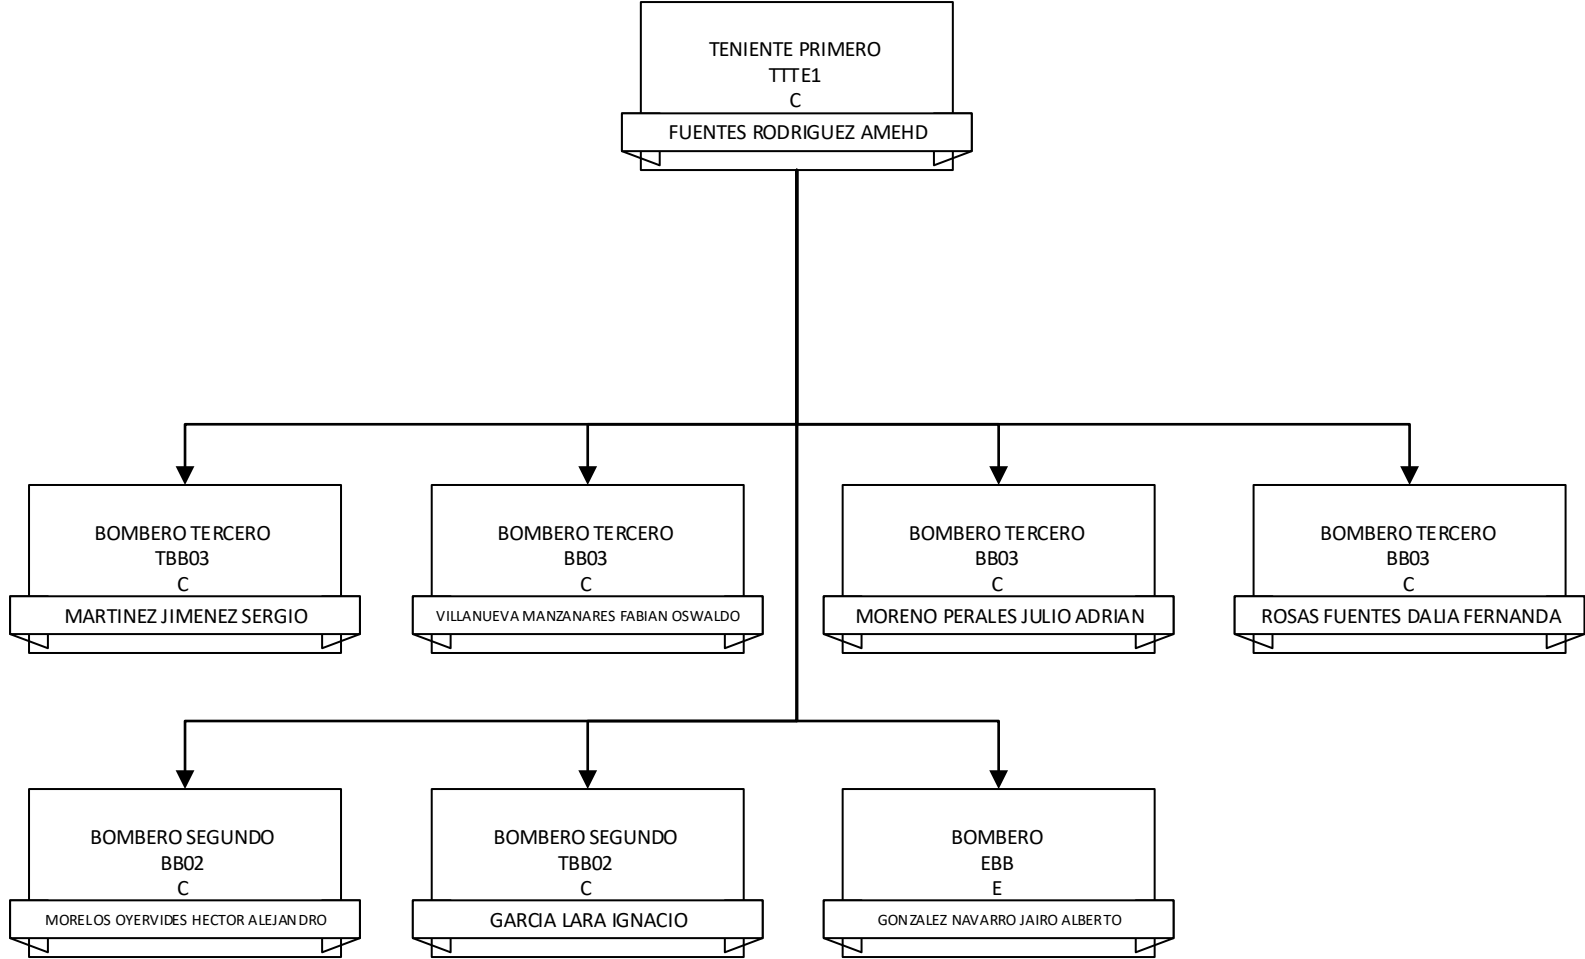 TENIENTE PRIMERO
TTTE1
C
FUENTES RODRIGUEZ AMEHD
BOMBERO TERCERO
TBB03
C
MARTINEZ JIMENEZ SERGIO
BOMBERO TERCERO
BB03
C
VILLANUEVA MANZANARES FABIAN OSWALDO
BOMBERO TERCERO
BB03
C
MORENO PERALES JULIO ADRIAN
BOMBERO TERCERO
BB03
C
ROSAS FUENTES DALIA FERNANDA
BOMBERO SEGUNDO
BB02
C
MORELOS OYERVIDES HECTOR ALEJANDRO
BOMBERO SEGUNDO
TBB02
C
GARCIA LARA IGNACIO
BOMBERO
EBB
E
GONZALEZ NAVARRO JAIRO ALBERTO